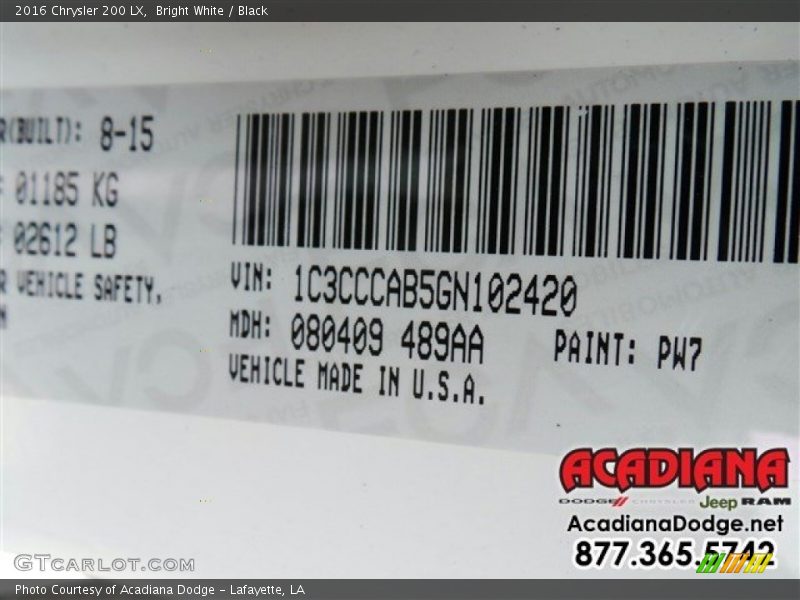 2016 Chrysler 200 LX, Bright White / Black
R(BUILT): 8-15
: 01185 KG
: 02612 LB
R VEHICLE SAFETY,
N
VIN: 1C3CCCAB5GN102420
MDH: 080409 489AA PAINT: PW7
VEHICLE MADE IN U.S.A.
ACADIANA
DODGE CHRYSLER Jeep RAM
AcadianaDodge.net
877.365.5742
GTCARLOT.COM
Photo Courtesy of Acadiana Dodge - Lafayette, LA